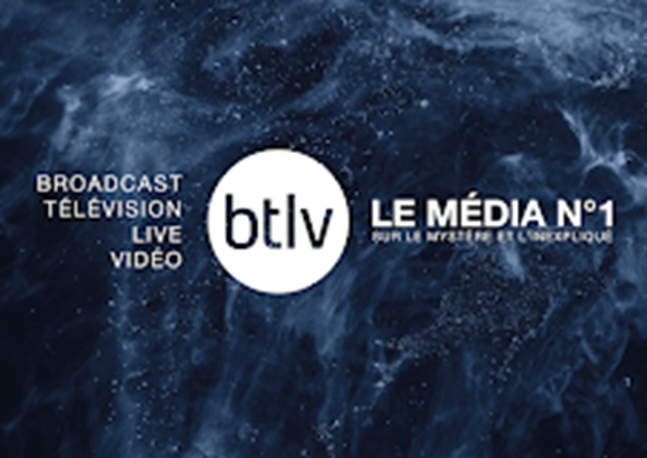 BROADCAST
TÉLÉVISION
LIVE
VIDÉO
btlv
LE MÉDIA N°1
SUR LE MYSTÈRE ET L'INEXPLIQUÉ